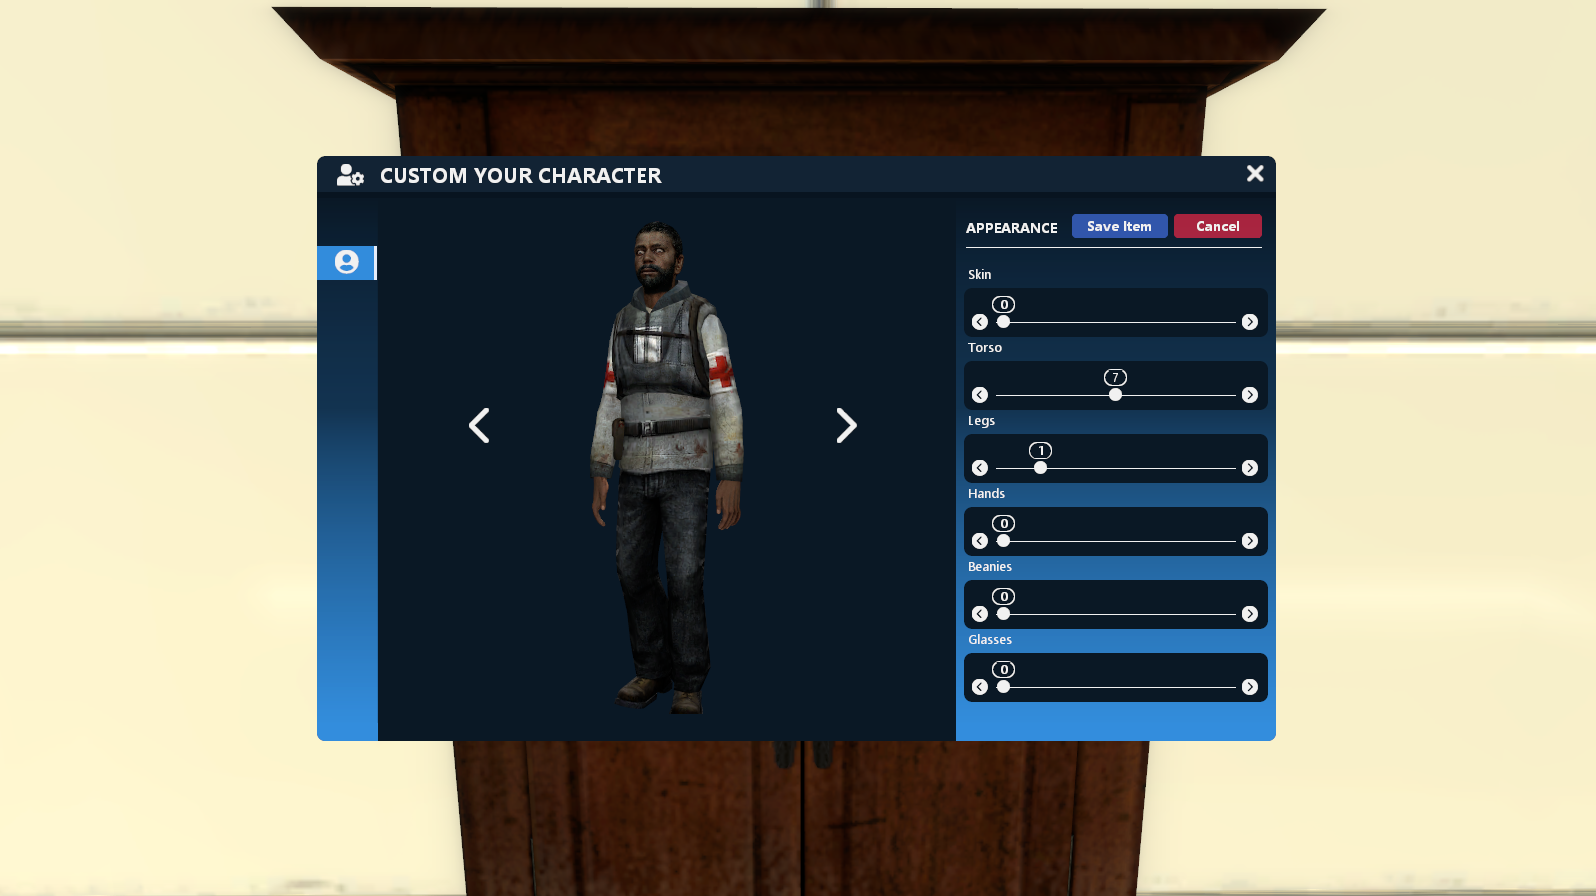 CUSTOM YOUR CHARACTER
APPEARANCE
Save Item
Cancel
Skin
0
Torso
7
Legs
1
Hands
0
Beanies
0
Glasses
0